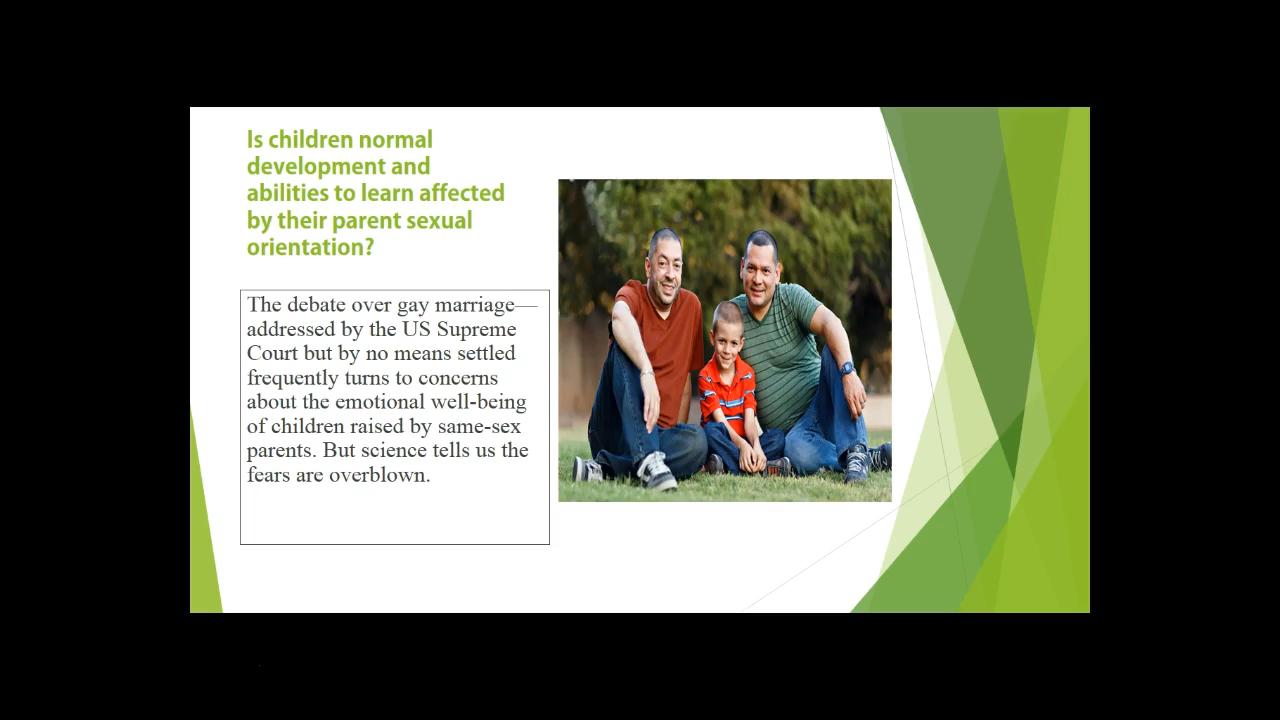 Is children normal
development and
abilities to learn affected
by their parent sexual
orientation?
The debate over gay marriage—
addressed by the US Supreme
Court but by no means settled
frequently turns to concerns
about the emotional well-being
of children raised by same-sex
parents. But science tells us the
fears are overblown.